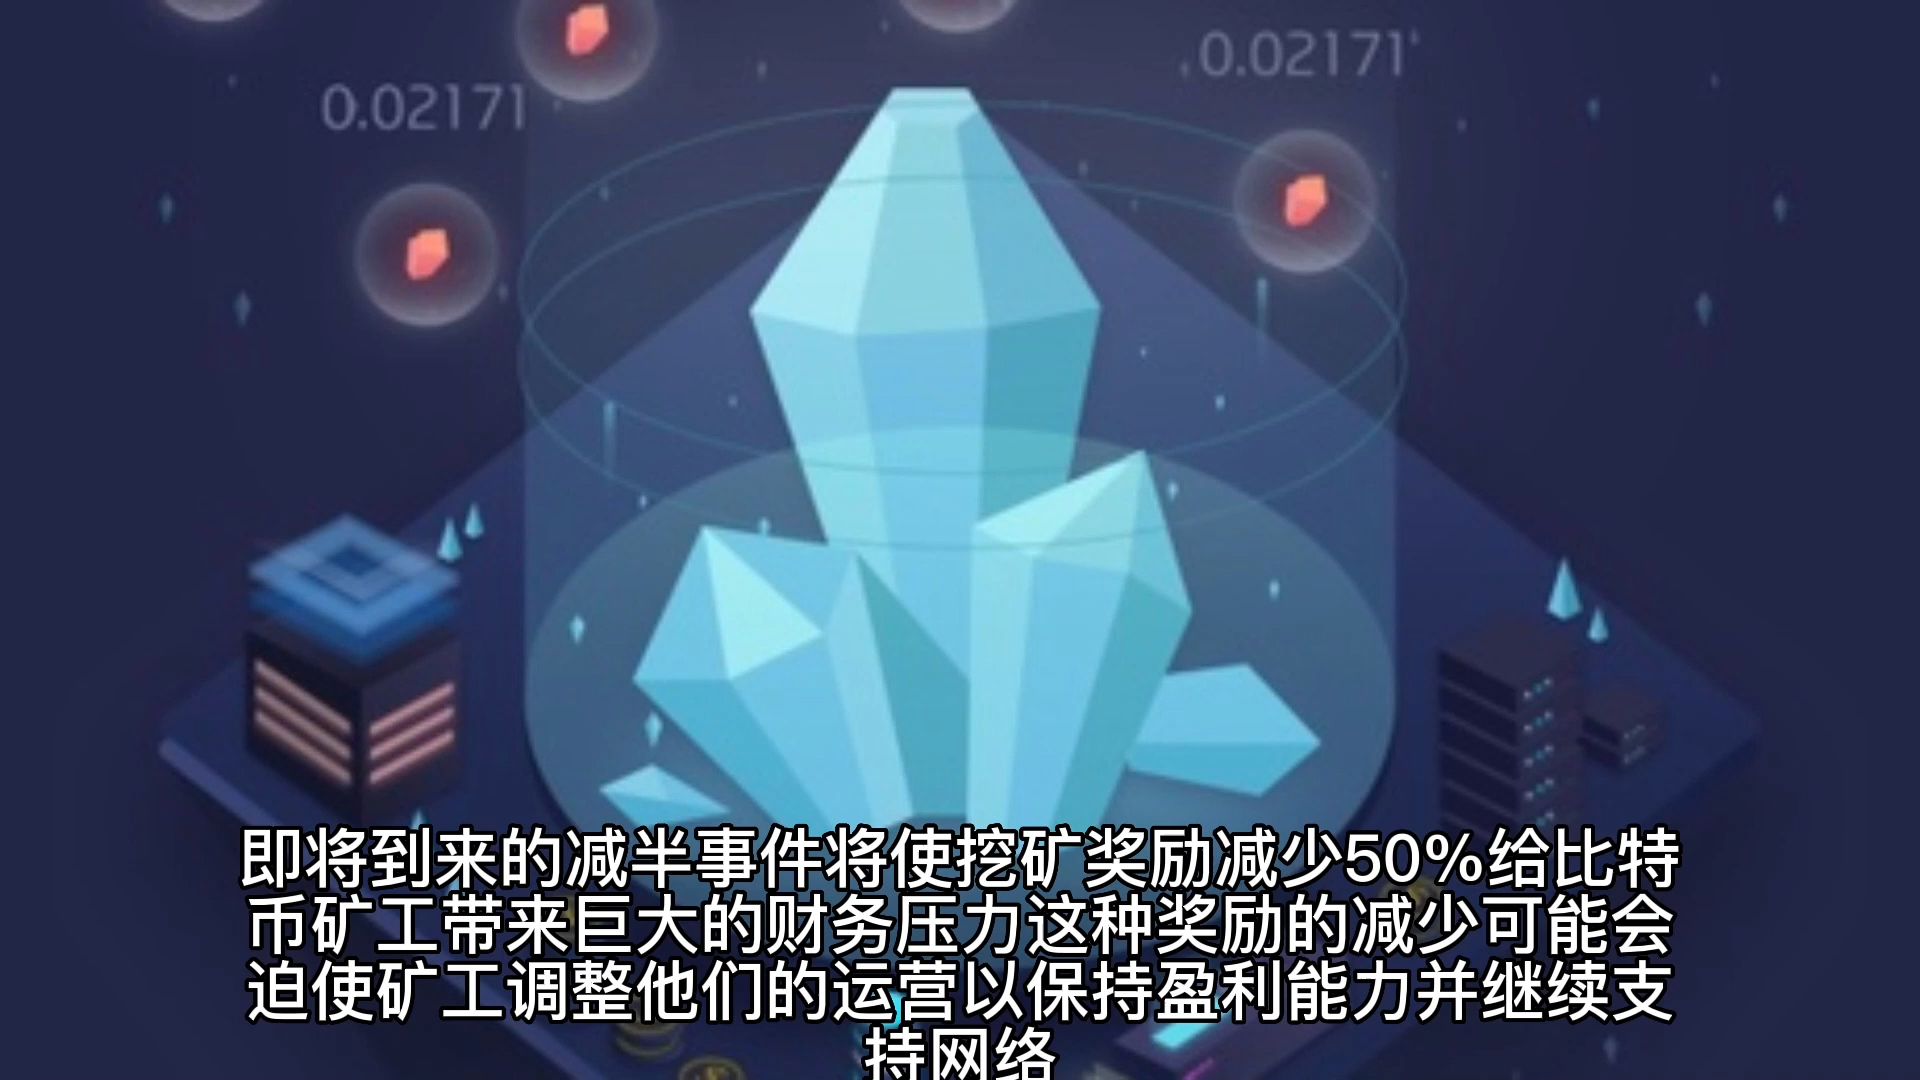 0.02171
0.02171
即将到来的减半事件将使挖矿奖励减少50%给比特
币矿工带来巨大的财务压力这种奖励的减少可能会
迫使矿工调整他们的运营以保持盈利能力并继续支
持网络